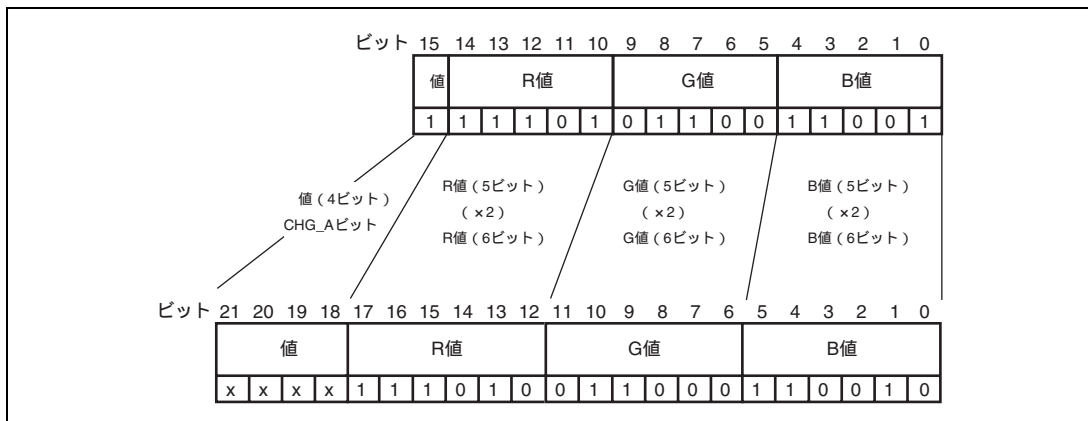 ビット 15 14 13 12 11 10 9 8 7 6 5 4 3 2 1 0
値 R値 G値 B値
1 1 1 1 0 1 0 1 1 0 0 1 1 0 0 1
値（4ビット） R値（5ビット） G値（5ビット） B値（5ビット）
CHG_Aビット （×2） （×2） （×2）
R値（6ビット） G値（6ビット） B値（6ビット）
ビット 21 20 19 18 17 16 15 14 13 12 11 10 9 8 7 6 5 4 3 2 1 0
値 R値 G値 B値
x x x x 1 1 1 0 1 0 0 1 1 0 0 0 1 1 0 0 1 0